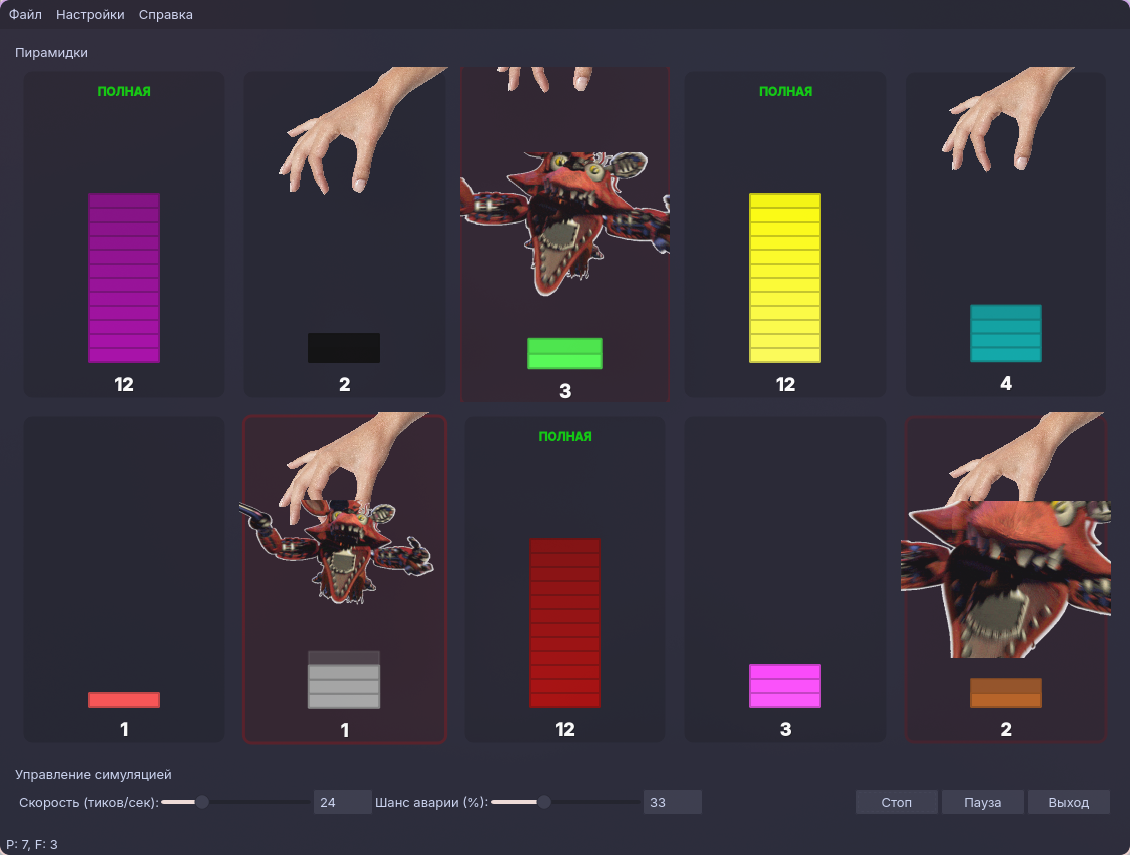 Файл Настройки Справка
Пирамидки
ПОЛНАЯ ПОЛНАЯ
12 2 3 12 4
ПОЛНАЯ
1 1 12 3 2
Управление симуляцией
Скорость (тиков/сек): 24 Шанс аварии (%): 33 Стоп Пауза Выход
P: 7, F: 3